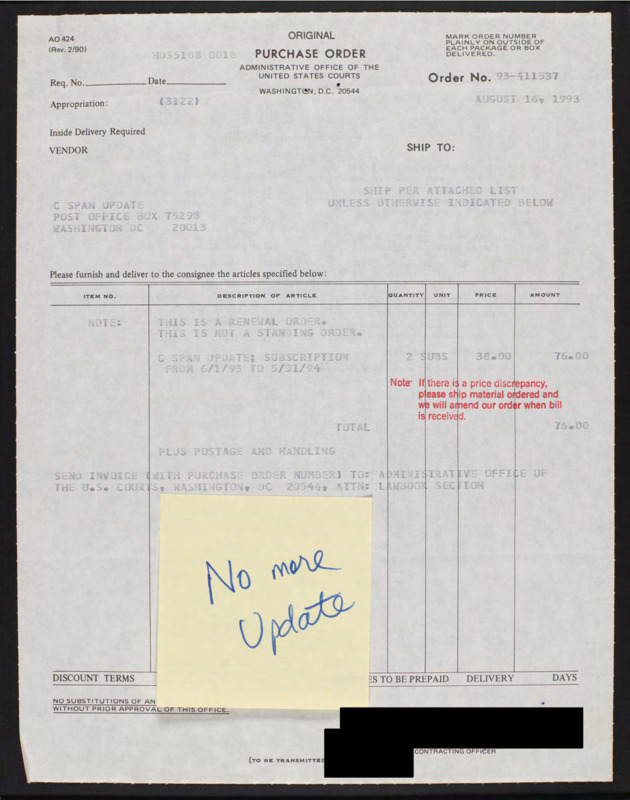 AO 424
(Rev. 2/90)
ORIGINAL
PURCHASE ORDER
ADMINISTRATIVE OFFICE OF THE
UNITED STATES COURTS
WASHINGTON, D.C. 20544
MARK ORDER NUMBER
PLAINLY ON OUTSIDE OF
EACH PACKAGE OR BOX
DELIVERED.
HOSS108 0018
Req. No. Date
Order No. 93-411537
Appropriation: (3122)
AUGUST 16, 1993
Inside Delivery Required
VENDOR
SHIP TO:
SHIP PER ATTACHED LIST
UNLESS OTHERWISE INDICATED BELOW
C SPAN UPDATE
POST OFFICE BOX 75298
WASHINGTON DC 20013
Please furnish and deliver to the consignee the articles specified below:
ITEM NO. DESCRIPTION OF ARTICLE QUANTITY UNIT PRICE AMOUNT
NOTE: THIS IS A RENEWAL ORDER.
THIS IS NOT A STANDING ORDER.
C SPAN UPDATE; SUBSCRIPTION 2 SUBS 38.00 76.00
FROM 6/1/93 TO 5/31/94
Note: If there is a price discrepancy,
please ship material ordered and
we will amend our order when bill
is received.
TOTAL 76.00
PLUS POSTAGE AND HANDLING
SEND INVOICE (WITH PURCHASE ORDER NUMBER) TO: ADMINISTRATIVE OFFICE OF
THE U.S. COURTS, WASHINGTON, DC 20544, ATTN: LAWBOOK SECTION
No more
Update
DISCOUNT TERMS ES TO BE PREPAID DELIVERY DAYS
NO SUBSTITUTIONS OF AN
WITHOUT PRIOR APPROVAL OF THIS OFFICE.
CONTRACTING OFFICER
(TO BE TRANSMITTED